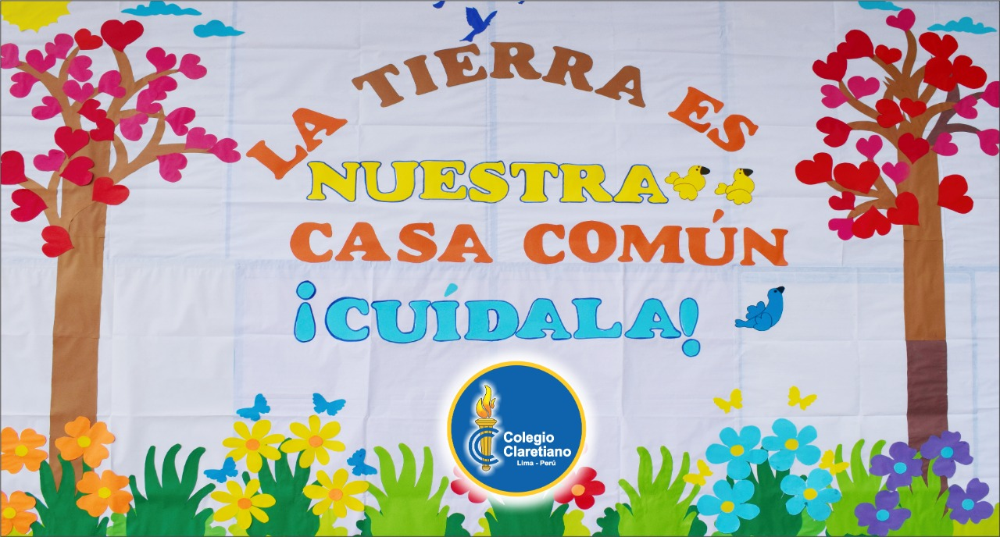 LA TIERRA ES
NUESTRA
CASA COMÚN
¡CUÍDALA!
Colegio
Claretiano
Lima - Perú